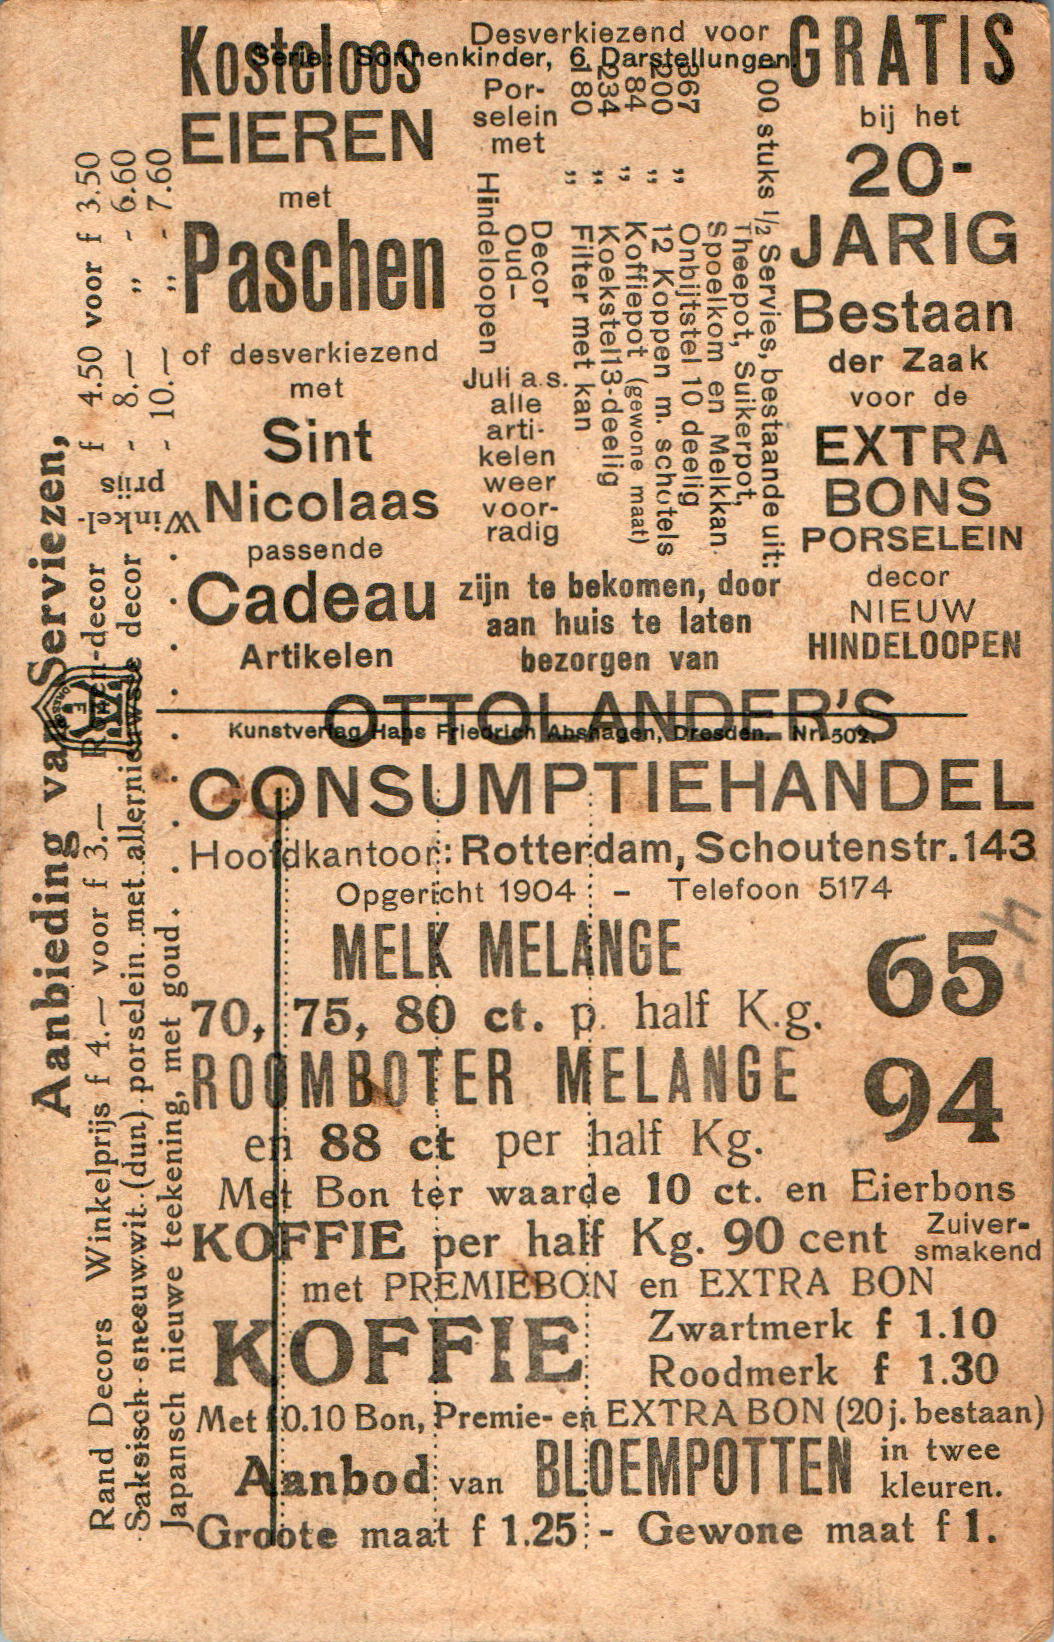 Kosteloos
EIEREN
met
Paschen
of desverkiezend
met
Sint
Nicolaas
passende
Cadeau
Artikelen
Desverkiezend voor
Serie: Sonnenkinder, 6 Darstellungen.
Por-
selein
met
Decor
Oud-
Hindeloopen
100 stuks 1/2 Servies, bestaande uit:
Theepot, Suikerpot,
Spoelkom en Melkkan.
367 „ Onbijtstel 10 deelig
200 „ 12 Koppen m. schotels
84 „ Koffiepot (gewone maat)
234 „ Koekstel 13-deelig
180 „ Filter met kan
Juli a.s.
alle
arti-
kelen
weer
voor-
radig
zijn te bekomen, door
aan huis te laten
bezorgen van
GRATIS
bij het
20-
JARIG
Bestaan
der Zaak
voor de
EXTRA
BONS
PORSELEIN
decor
NIEUW
HINDELOOPEN
OTTOLANDER'S
Kunstverlag Hans Friedrich Abshagen, Dresden. Nr. 502.
CONSUMPTIEHANDEL
Hoofdkantoor: Rotterdam, Schoutenstr. 143
Opgericht 1904 - Telefoon 5174
MELK MELANGE 65
70, 75, 80 ct. p. half K.g.
ROOMBOTER MELANGE 94
en 88 ct per half Kg.
Met Bon ter waarde 10 ct. en Eierbons
KOFFIE per half Kg. 90 cent Zuiver-
smakend
met PREMIEBON en EXTRA BON
KOFFIE Zwartmerk f 1.10
Roodmerk f 1.30
Met f 0.10 Bon, Premie- en EXTRA BON (20 j. bestaan)
Aanbod van BLOEMPOTTEN in twee
kleuren.
Groote maat f 1.25 - Gewone maat f 1.
Aanbieding van Serviezen,
Rand Decors Winkelprijs f 4.— voor f 3.— -decor Winkel-
prijs f 4.50 voor f 3.50
Saksisch sneeuwwit (dun) porselein met allernieuwste decor - 8.— „ - 6.60
Japansch nieuwe teekening, met goud. - 10.— „ - 7.60